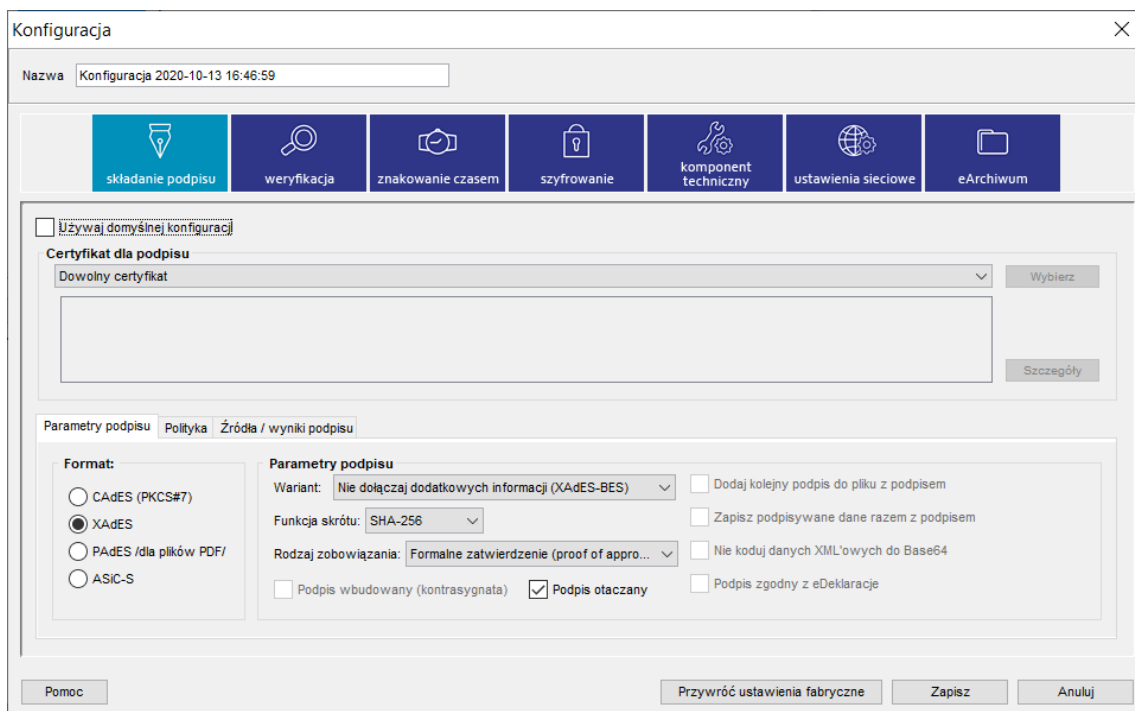 Konfiguracja
Nazwa Konfiguracja 2020-10-13 16:46:59
składanie podpisu
weryfikacja
znakowanie czasem
szyfrowanie
komponent
techniczny
ustawienia sieciowe
eArchiwum
Używaj domyślnej konfiguracji
Certyfikat dla podpisu
Dowolny certyfikat
Wybierz
Szczegóły
Parametry podpisu
Polityka
Źródła / wyniki podpisu
Format:
CAdES (PKCS#7)
XAdES
PAdES /dla plików PDF/
ASiC-S
Parametry podpisu
Wariant: Nie dołączaj dodatkowych informacji (XAdES-BES)
Funkcja skrótu: SHA-256
Rodzaj zobowiązania: Formalne zatwierdzenie (proof of appro...
Podpis wbudowany (kontrasygnata)
Podpis otaczany
Dodaj kolejny podpis do pliku z podpisem
Zapisz podpisywane dane razem z podpisem
Nie koduj danych XML'owych do Base64
Podpis zgodny z eDeklaracje
Pomoc
Przywróć ustawienia fabryczne
Zapisz
Anuluj